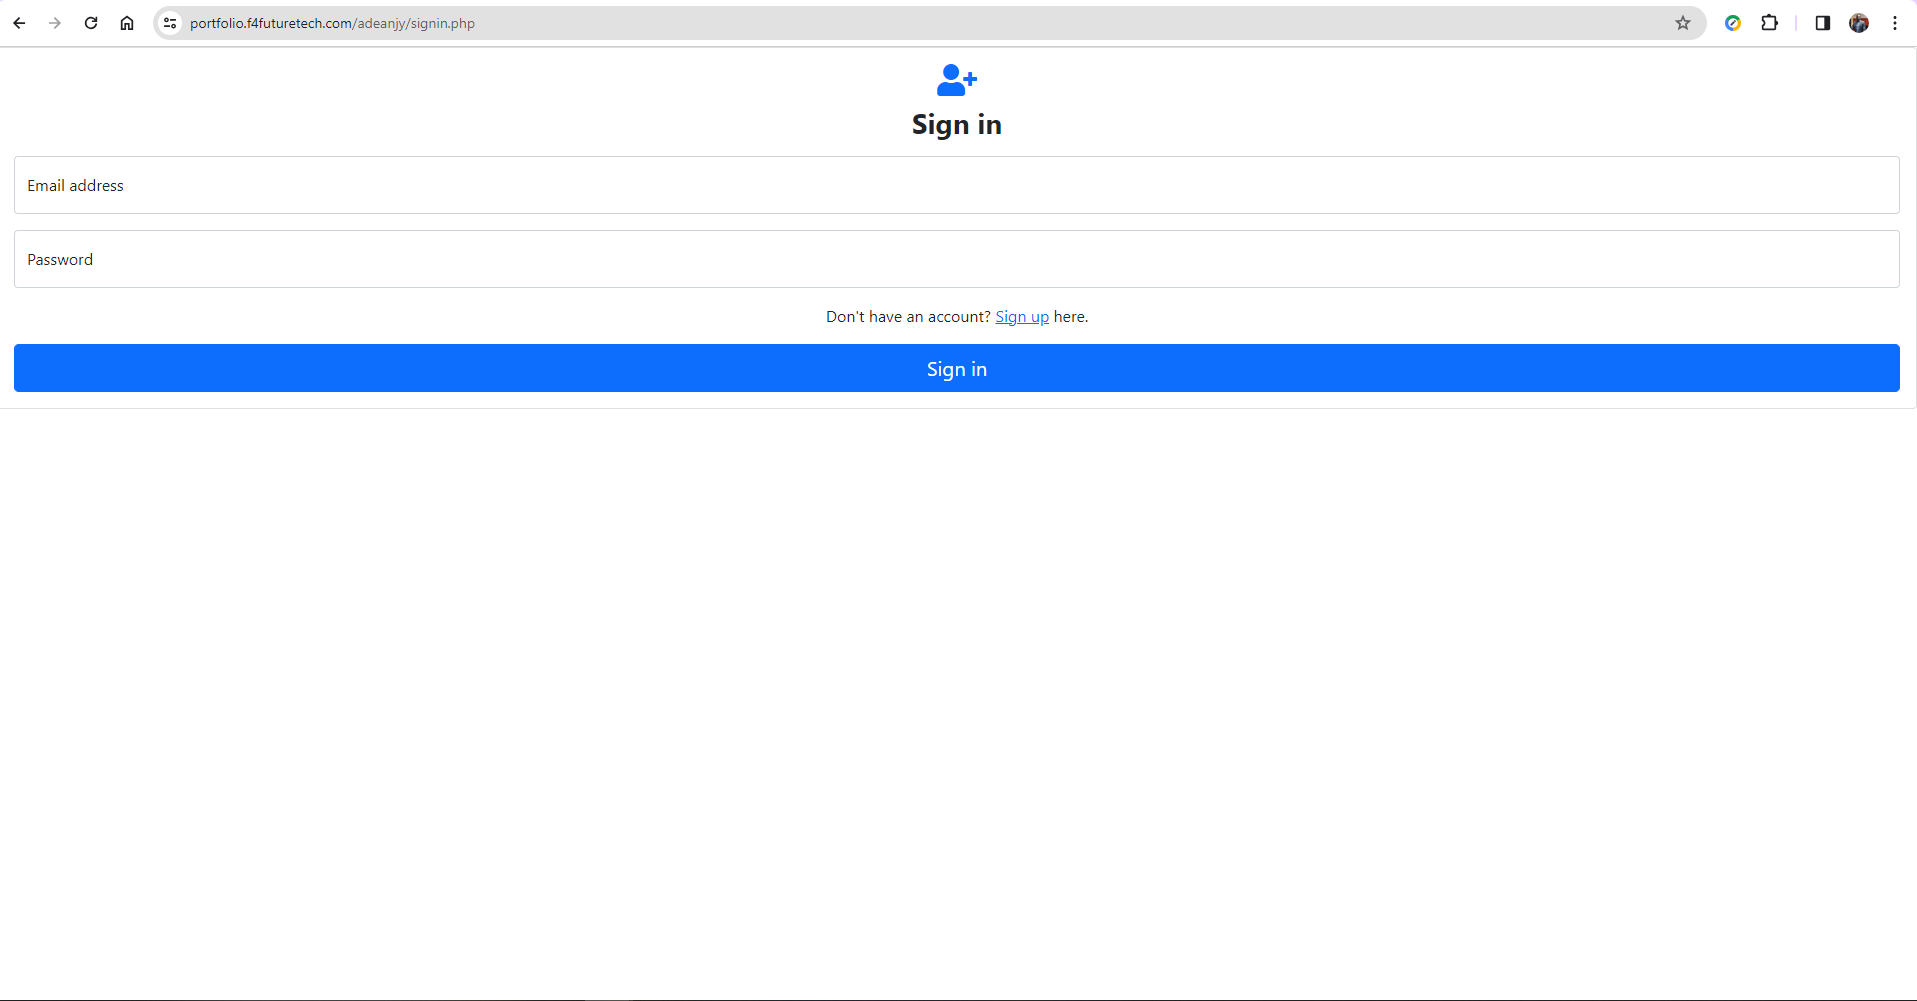 portfolio.f4futuretech.com/adeanjy/signin.php
Sign in
Email address
Password
Don't have an account? Sign up here.
Sign in